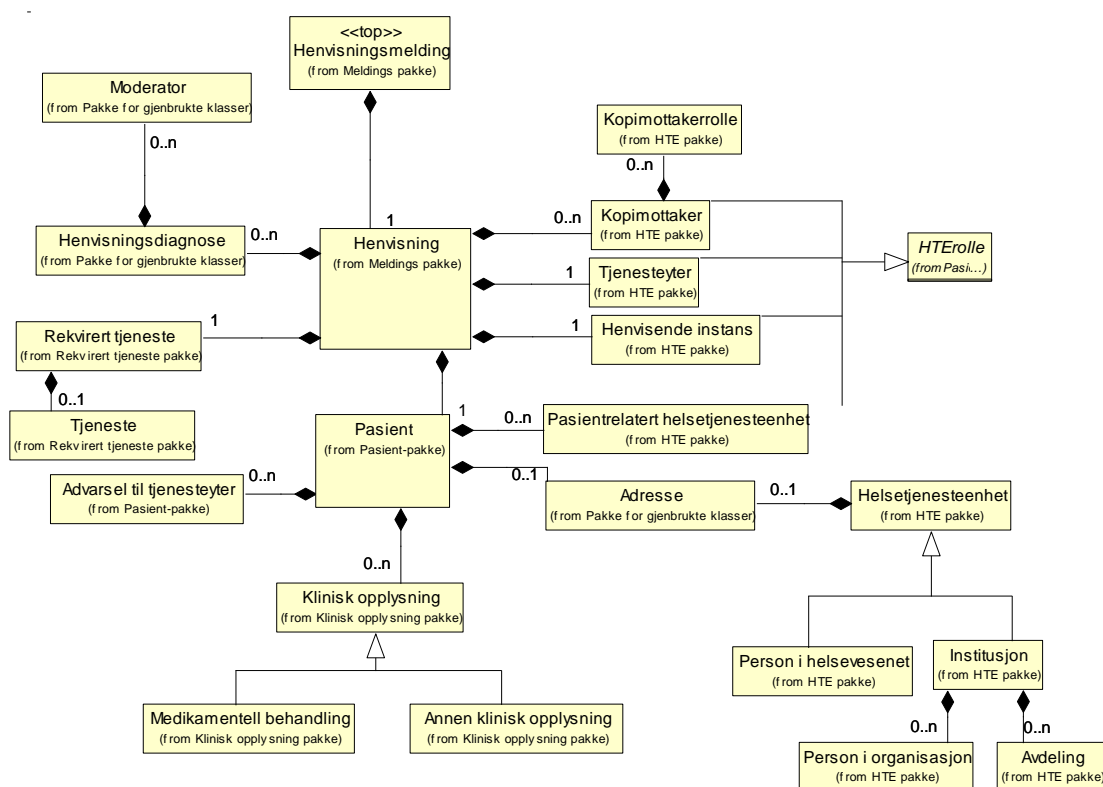 -
<<top>>
Henvisningsmelding
(from Meldings pakke)
Moderator
(from Pakke for gjenbrukte klasser)
0..n
Kopimottakerrolle
(from HTE pakke)
0..n
Henvisningsdiagnose
(from Pakke for gjenbrukte klasser)
0..n
1
Henvisning
(from Meldings pakke)
0..n
Kopimottaker
(from HTE pakke)
HTErolle
(from Pasi...)
1
Tjenesteyter
(from HTE pakke)
1
Henvisende instans
(from HTE pakke)
Rekvirert tjeneste
(from Rekvirert tjeneste pakke)
1
0..1
Tjeneste
(from Rekvirert tjeneste pakke)
1
Pasient
(from Pasient-pakke)
0..n
Pasientrelatert helsetjenesteenhet
(from HTE pakke)
Advarsel til tjenesteyter
(from Pasient-pakke)
0..n
0..1
Adresse
(from Pakke for gjenbrukte klasser)
0..1
Helsetjenesteenhet
(from HTE pakke)
0..n
Klinisk opplysning
(from Klinisk opplysning pakke)
Person i helsevesenet
(from HTE pakke)
Institusjon
(from HTE pakke)
Medikamentell behandling
(from Klinisk opplysning pakke)
Annen klinisk opplysning
(from Klinisk opplysning pakke)
0..n
0..n
Person i organisasjon
(from HTE pakke)
Avdeling
(from HTE pakke)